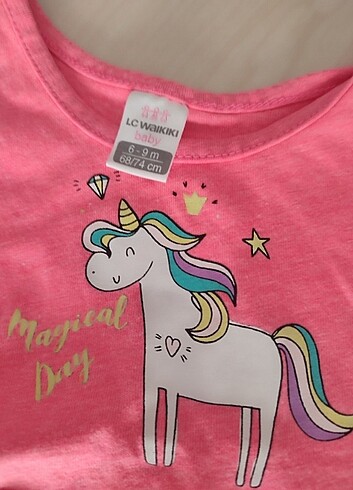 LC WAIKIKI
baby
6-9 m
68/74 cm
Magical
Day